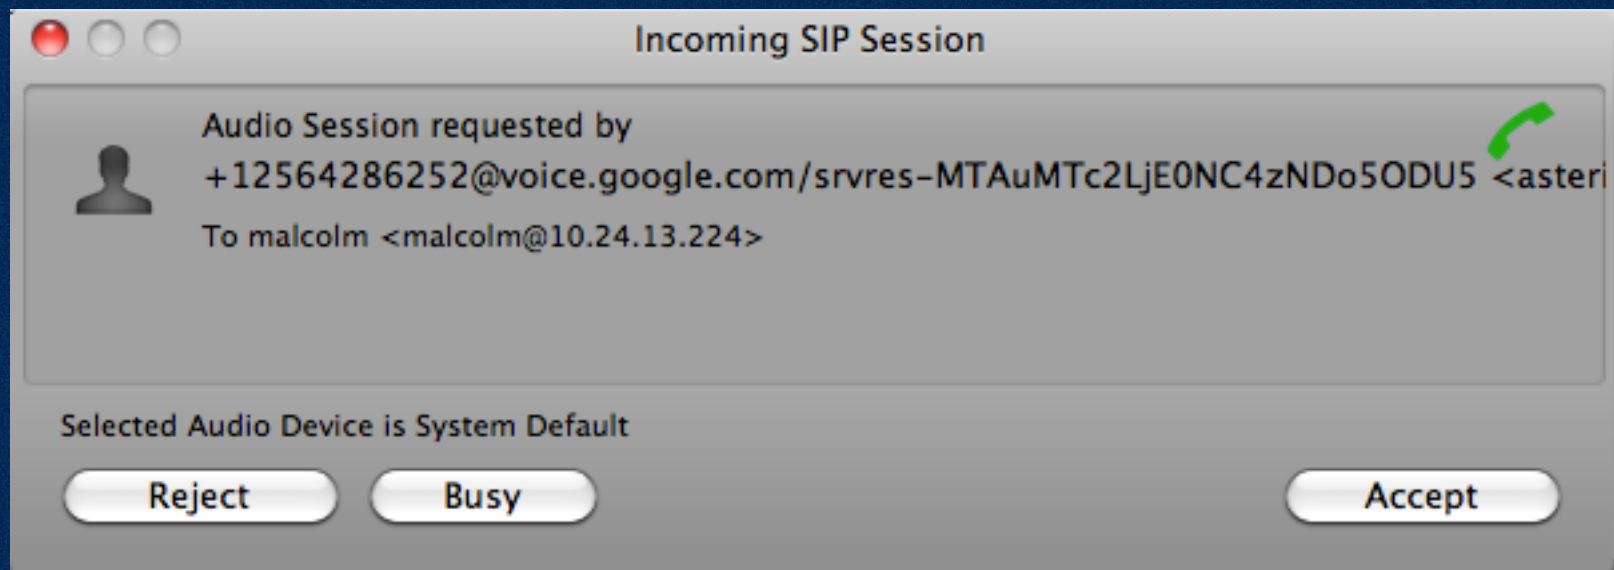 Incoming SIP Session
Audio Session requested by
+12564286252@voice.google.com/srvres-MTAuMTc2LjE0NC4zNDo5ODU5 <asteri
To malcolm <malcolm@10.24.13.224>
Selected Audio Device is System Default
Reject Busy Accept